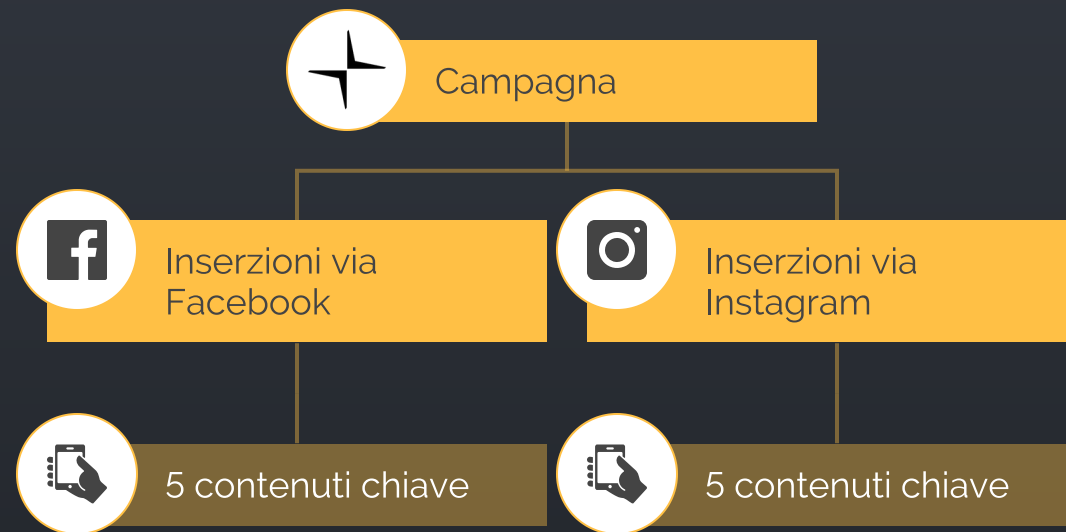 Campagna
Inserzioni via
Facebook
Inserzioni via
Instagram
5 contenuti chiave
5 contenuti chiave